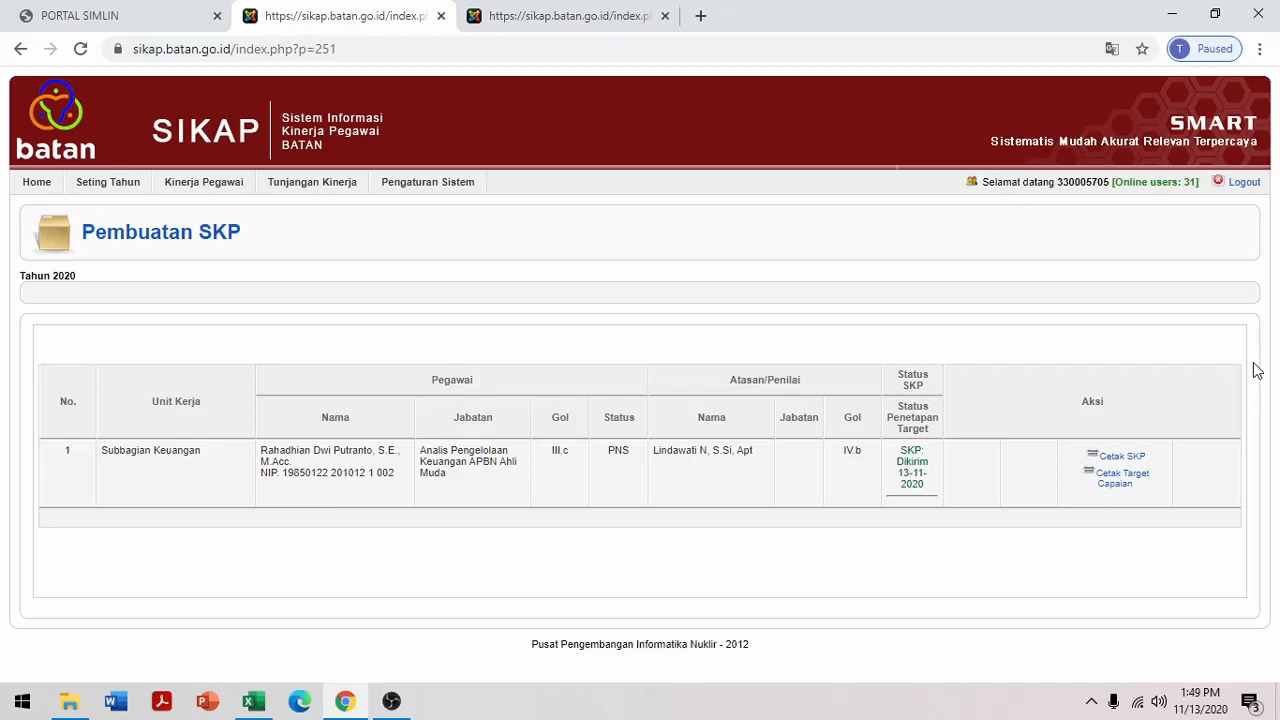 PORTAL SIMLIN
https://sikap.batan.go.id/index.p
https://sikap.batan.go.id/index.p
sikap.batan.go.id/index.php?p=251
T Paused
batan
SIKAP
Sistem Informasi
Kinerja Pegawai
BATAN
SMART
Sistematis Mudah Akurat Relevan Terpercaya
Home Seting Tahun Kinerja Pegawai Tunjangan Kinerja Pengaturan Sistem
Selamat datang 330005705 [Online users: 31] Logout
Pembuatan SKP
Tahun 2020
No.
Unit Kerja
Pegawai
Atasan/Penilai
Status
SKP
Aksi
Nama
Jabatan
Gol
Status
Nama
Jabatan
Gol
Status
Penetapan
Target
1
Subbagian Keuangan
Rahadhian Dwi Putranto, S.E.,
M.Acc.
NIP. 19850122 201012 1 002
Analis Pengelolaan
Keuangan APBN Ahli
Muda
III.c
PNS
Lindawati N, S.Si, Apt
IV.b
SKP:
Dikirim
13-11-
2020
Cetak SKP
Cetak Target
Capaian
Pusat Pengembangan Informatika Nuklir - 2012
1:49 PM
11/13/2020
3